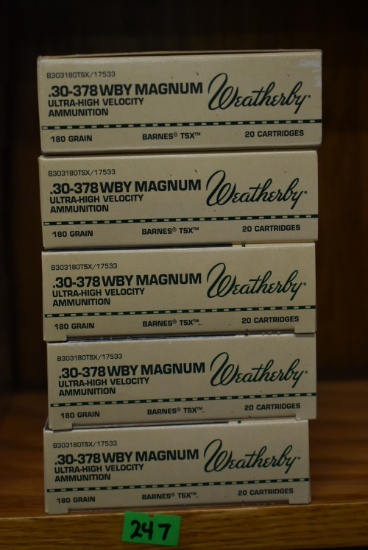 B303180TSX/17533
.30-378 WBY MAGNUM Weatherby
ULTRA-HIGH VELOCITY
AMMUNITION
180 GRAIN BARNES® TSX™ 20 CARTRIDGES
B303180TSX/17533
.30-378 WBY MAGNUM Weatherby
ULTRA-HIGH VELOCITY
AMMUNITION
180 GRAIN BARNES® TSX™ 20 CARTRIDGES
B303180TSX/17533
.30-378 WBY MAGNUM Weatherby
ULTRA-HIGH VELOCITY
AMMUNITION
180 GRAIN BARNES® TSX™ 20 CARTRIDGES
B303180TSX/17533
.30-378 WBY MAGNUM Weatherby
ULTRA-HIGH VELOCITY
AMMUNITION
180 GRAIN BARNES® TSX™ 20 CARTRIDGES
B303180TSX/17533
.30-378 WBY MAGNUM Weatherby
ULTRA-HIGH VELOCITY
AMMUNITION
180 GRAIN BARNES® TSX™ 20 CARTRIDGES
247